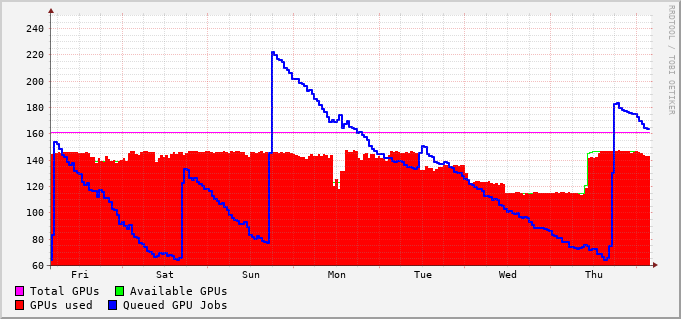 RRDTOOL / TOBI OETIKER
240
220
200
180
160
140
120
100
80
60
Fri Sat Sun Mon Tue Wed Thu
Total GPUs Available GPUs
GPUs used Queued GPU Jobs